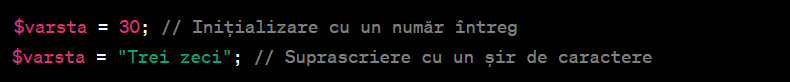 $varsta = 30; // Inițializare cu un număr întreg
$varsta = "Trei zeci"; // Suprascriere cu un șir de caractere